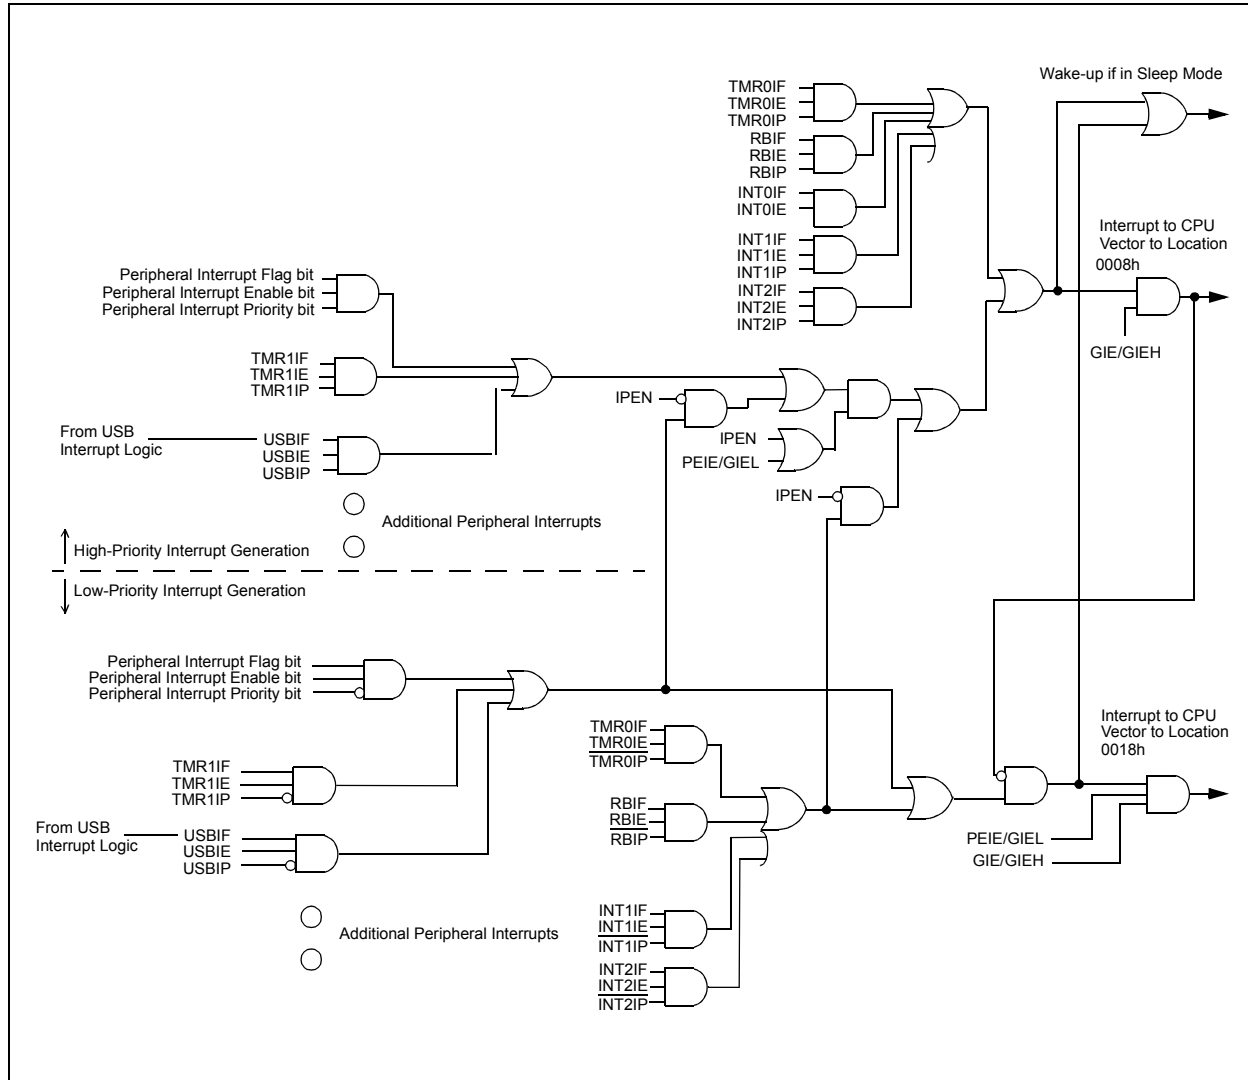 Wake-up if in Sleep Mode
TMR0IF
TMR0IE
TMR0IP
RBIF
RBIE
RBIP
INT0IF
INT0IE
INT1IF
INT1IE
INT1IP
INT2IF
INT2IE
INT2IP
Interrupt to CPU
Vector to Location
0008h
GIE/GIEH
Peripheral Interrupt Flag bit
Peripheral Interrupt Enable bit
Peripheral Interrupt Priority bit
TMR1IF
TMR1IE
TMR1IP
From USB
Interrupt Logic
USBIF
USBIE
USBIP
IPEN
IPEN
PEIE/GIEL
IPEN
Additional Peripheral Interrupts
High-Priority Interrupt Generation
Low-Priority Interrupt Generation
Peripheral Interrupt Flag bit
Peripheral Interrupt Enable bit
Peripheral Interrupt Priority bit
TMR1IF
TMR1IE
TMR1IP
From USB
Interrupt Logic
USBIF
USBIE
USBIP
Additional Peripheral Interrupts
TMR0IF
TMR0IE
TMR0IP
RBIF
RBIE
RBIP
INT1IF
INT1IE
INT1IP
INT2IF
INT2IE
INT2IP
Interrupt to CPU
Vector to Location
0018h
PEIE/GIEL
GIE/GIEH